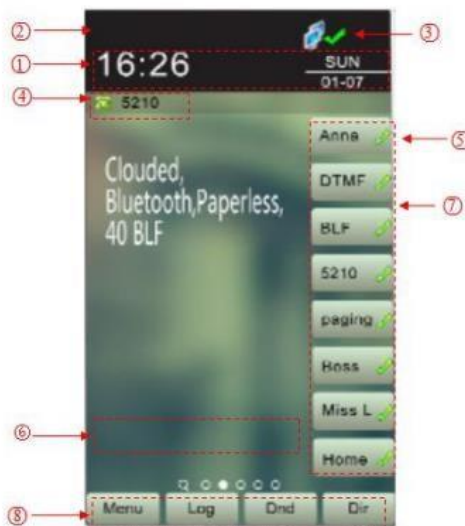 ②
③
①
16:26
SUN
01-07
④
5210
Anna
⑤
DTMF
⑦
Clouded,
Bluetooth,Paperless,
40 BLF
BLF
5210
paging
Boss
Miss L
⑥
Home
⑧
Menu
Log
Dnd
Dir